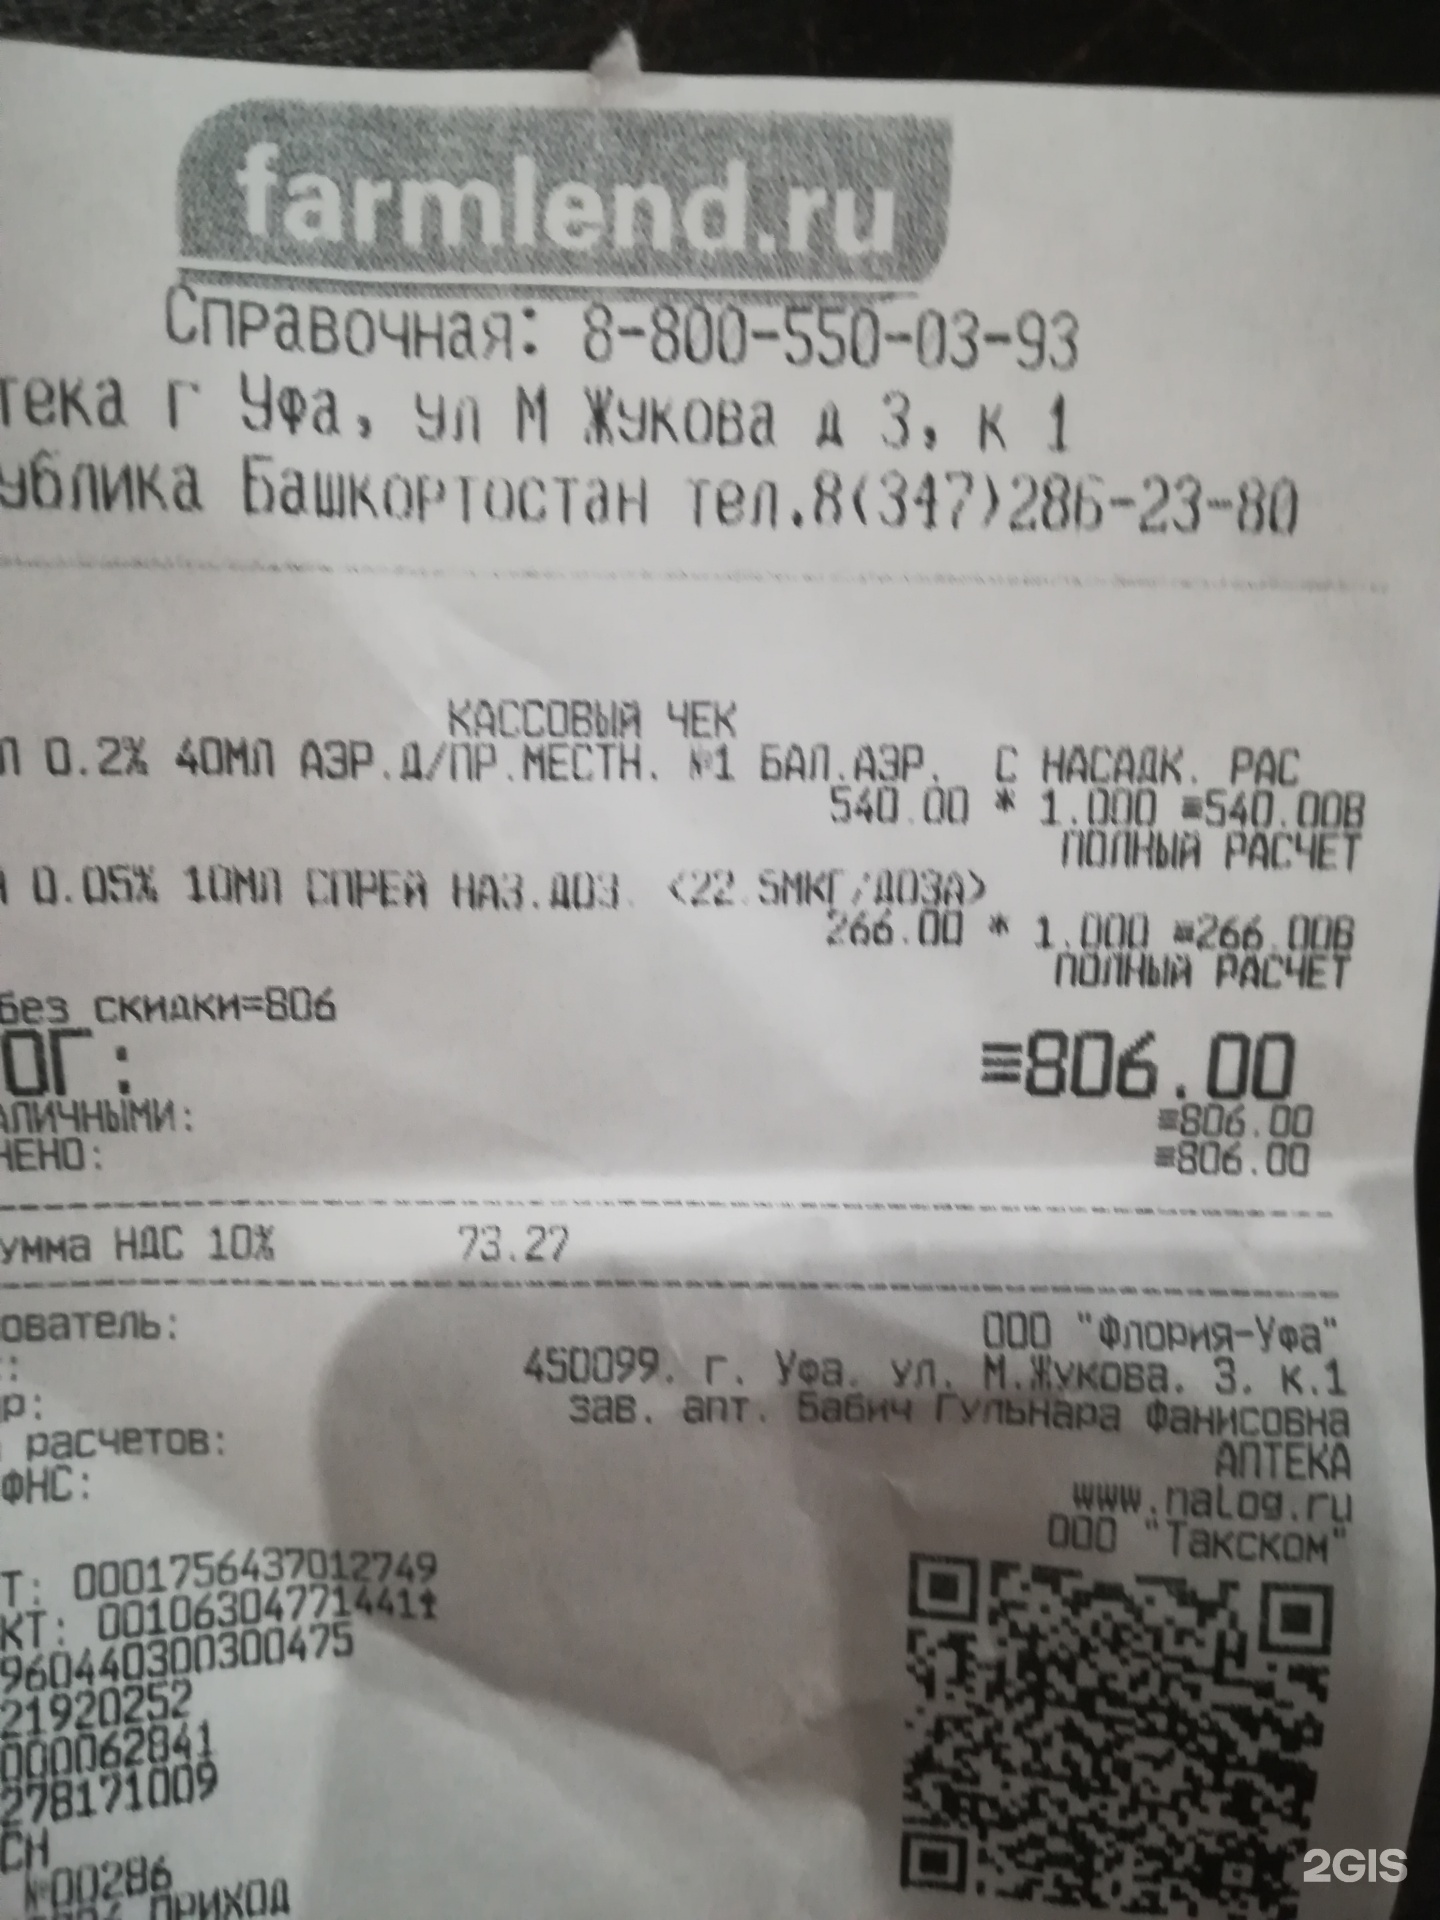 farmlend.ru
Справочная: 8-800-550-03-93
тека г Уфа, ул М Жукова д 3, к 1
ублика Башкортостан тел.8(347)286-23-80
КАССОВЫЙ ЧЕК
Л 0.2% 40МЛ АЭР.Д/ПР.МЕСТН. №1 БАЛ.АЭР. С НАСАДК. РАС
540.00 * 1.000 ≡540.00В
ПОЛНЫЙ РАСЧЕТ
0.05% 10МЛ СПРЕЙ НАЗ.ДОЗ. <22.5МКГ/ДОЗА>
266.00 * 1.000 ≡266.00В
ПОЛНЫЙ РАСЧЕТ
без скидки=806
ОГ: ≡806.00
АЛИЧНЫМИ: ≡806.00
ЧЕНО: ≡806.00
умма НДС 10% 73.27
ователь: ООО "Флория-Уфа"
: 450099. г. Уфа. ул. М.Жукова. 3. к.1
р: зав. апт. Бабич Гульнара Фанисовна
расчетов: АПТЕКА
ФНС: www.nalog.ru
ООО "Такском"
Т: 0001756437012749
КТ: 0010630477144​1‡
960440300300475
21920252
000062841
278171009
СН
№00286
ПРИХОД
2GIS